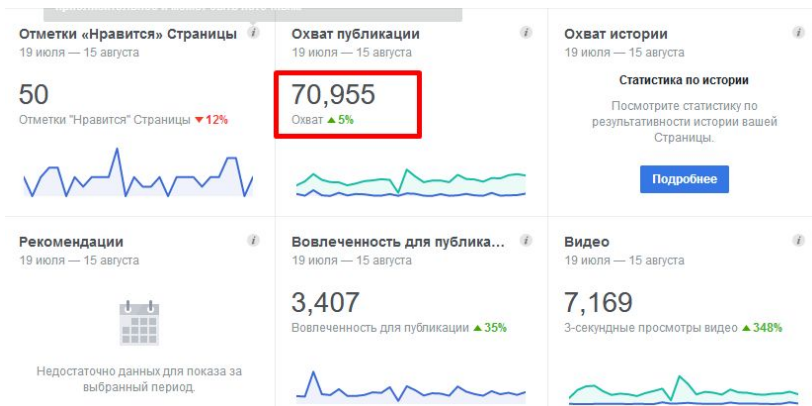 Отметки «Нравится» Страницы
19 июля — 15 августа
50
Отметки "Нравится" Страницы ▼12%
Охват публикации
19 июля — 15 августа
70,955
Охват ▲5%
Охват истории
19 июля — 15 августа
Статистика по истории
Посмотрите статистику по
результативности истории вашей
Страницы.
Подробнее
Рекомендации
19 июля — 15 августа
Недостаточно данных для показа за
выбранный период.
Вовлеченность для публика...
19 июля — 15 августа
3,407
Вовлеченность для публикации ▲35%
Видео
19 июля — 15 августа
7,169
3-секундные просмотры видео ▲348%